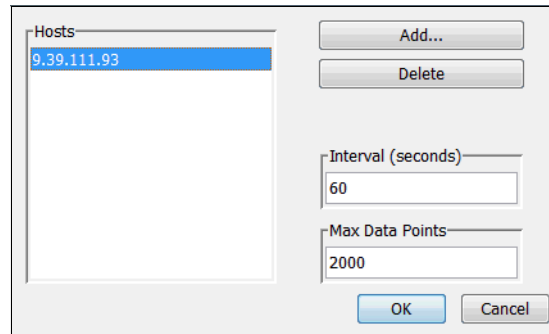 Hosts
9.39.111.93
Add...
Delete
Interval (seconds)
60
Max Data Points
2000
OK
Cancel